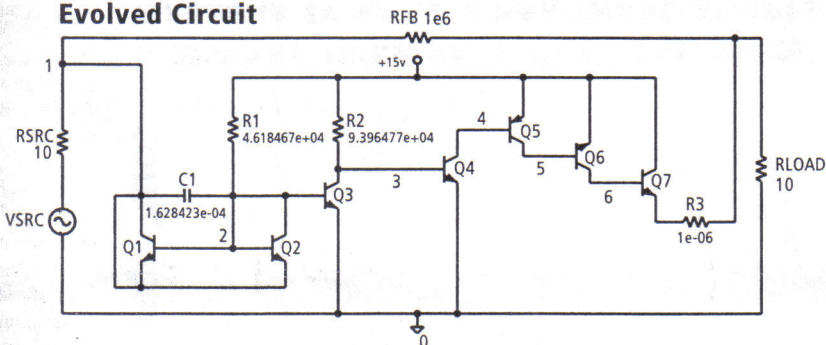 Evolved Circuit
RFB 1e6
+15v
1
R1
4.618467e+04
R2
9.396477e+04
4
Q5
RSRC
10
5
Q6
RLOAD
10
C1
1.628423e-04
3
Q4
Q7
Q3
6
R3
1e-06
VSRC
Q1
2
Q2
0